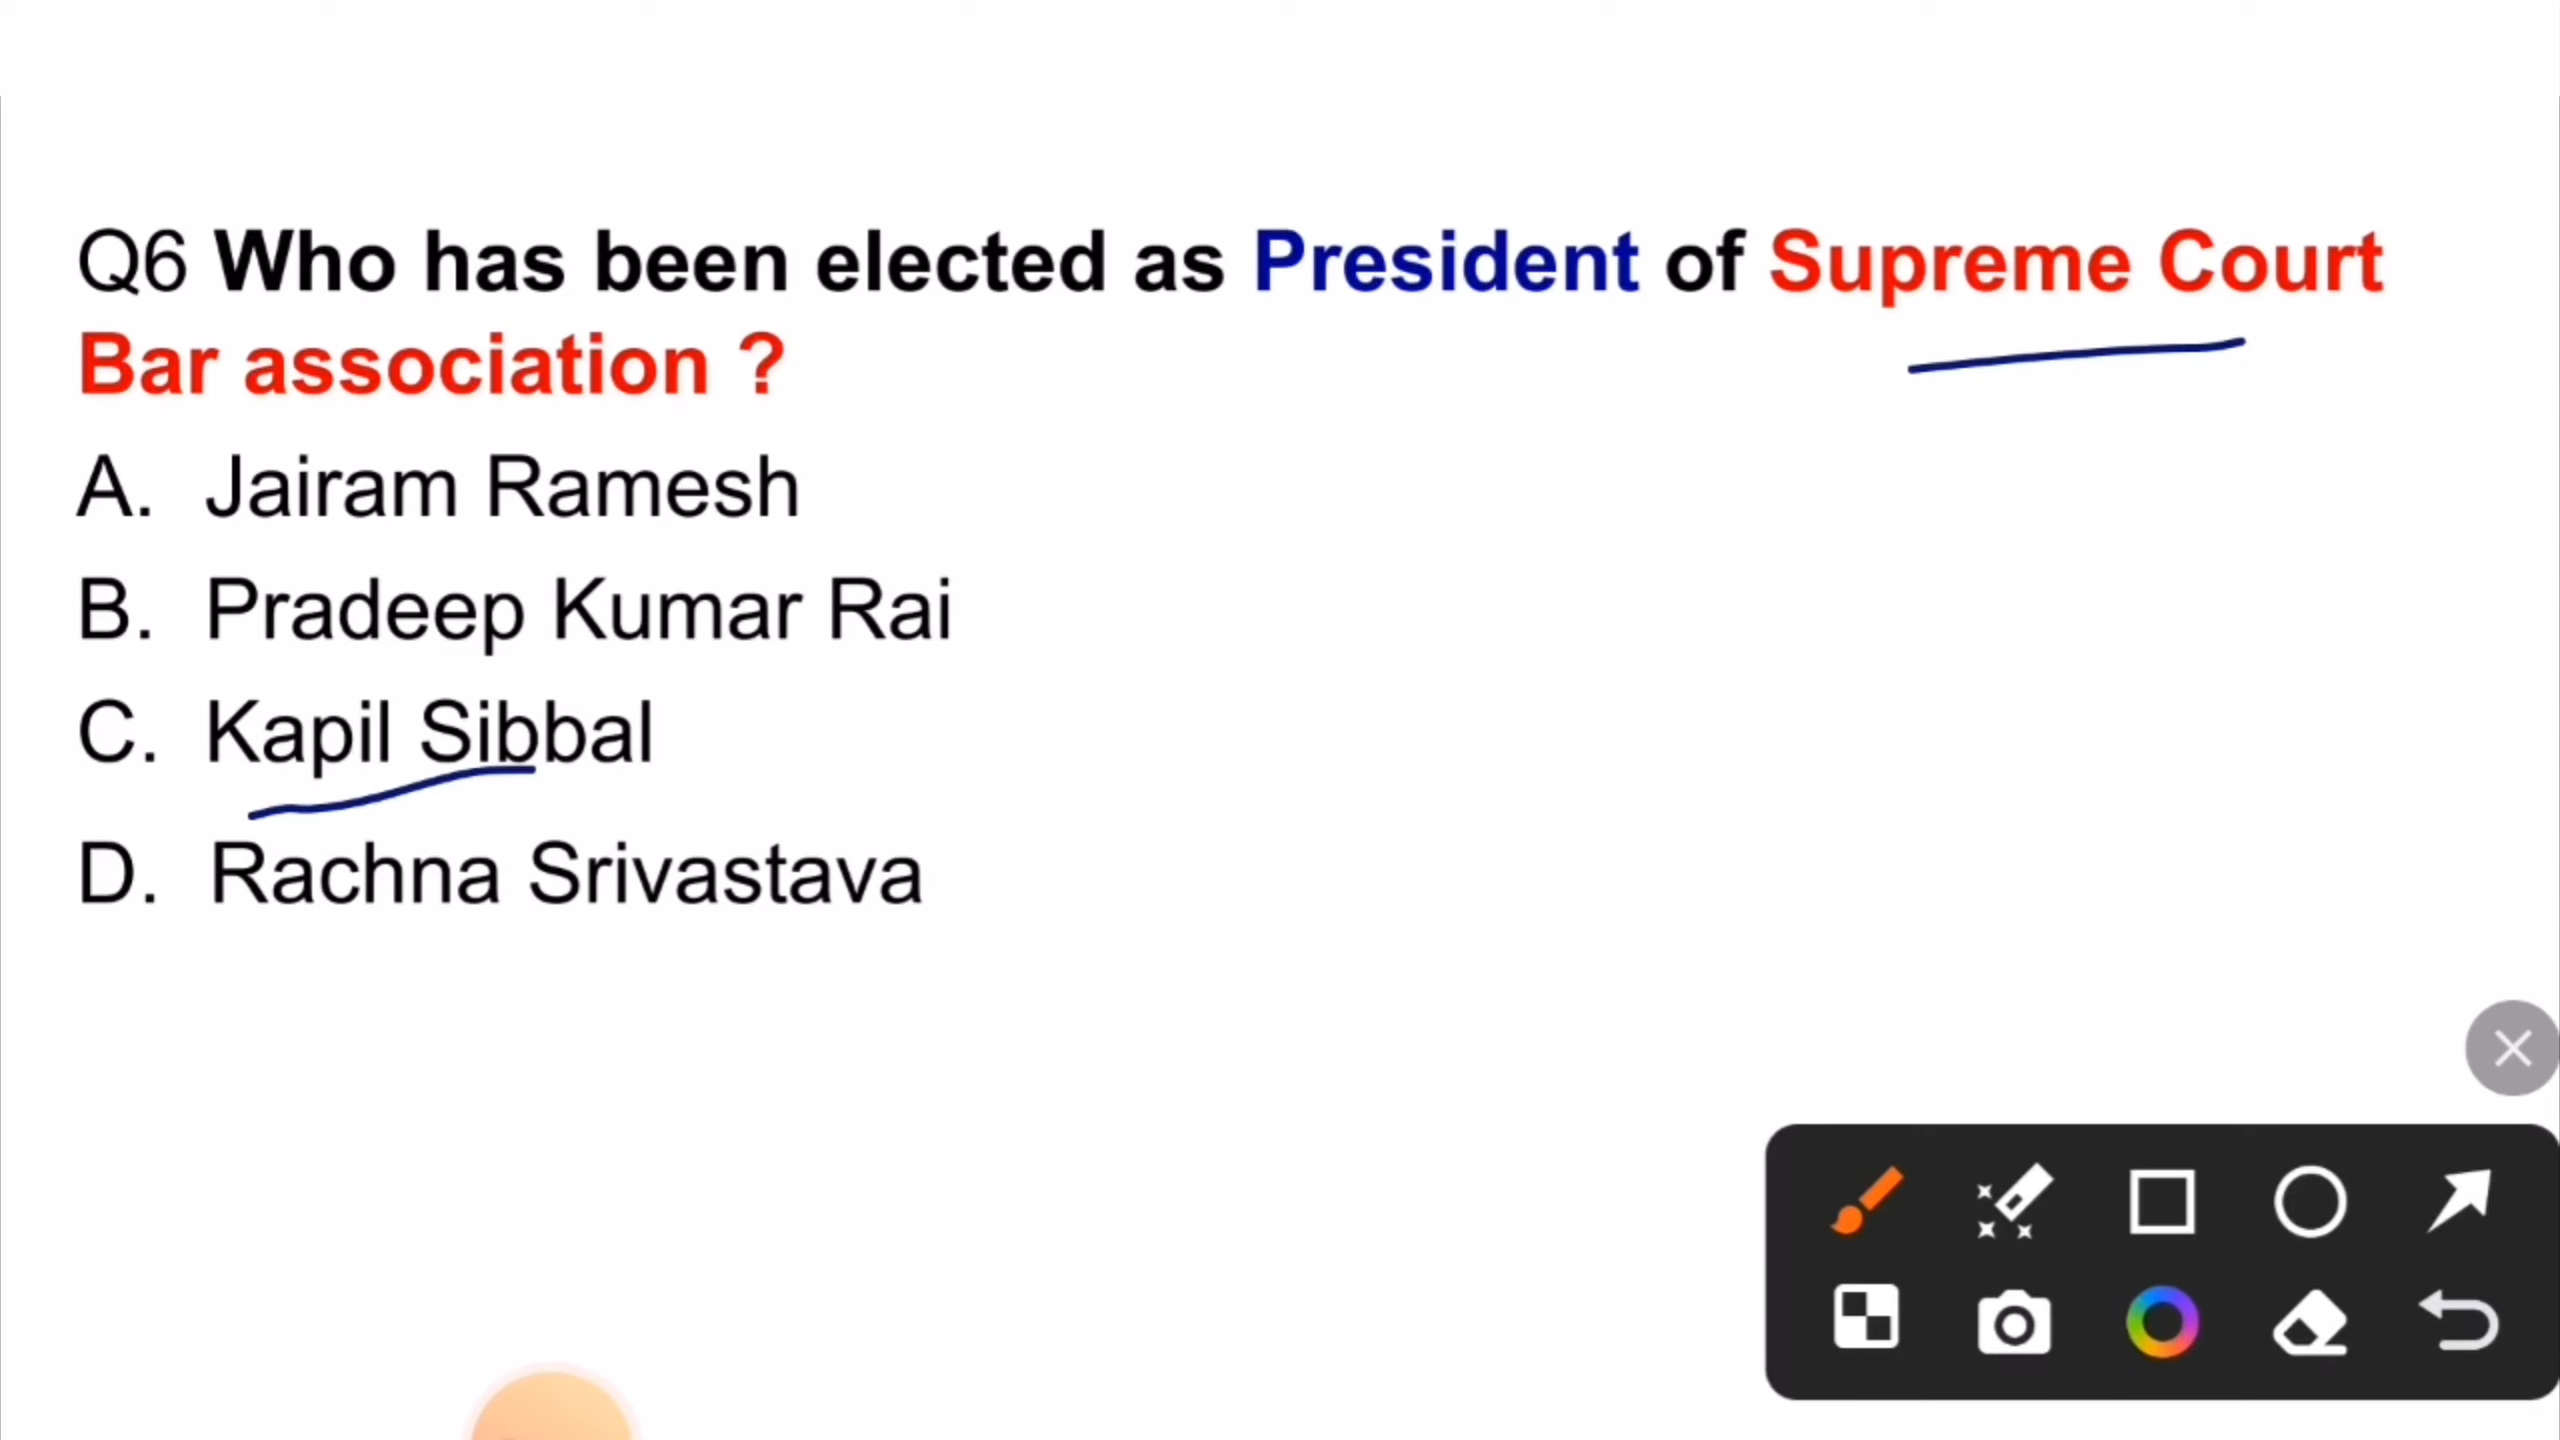 Q6 Who has been elected as President of Supreme Court
Bar association ?
A. Jairam Ramesh
B. Pradeep Kumar Rai
C. Kapil Sibbal
D. Rachna Srivastava